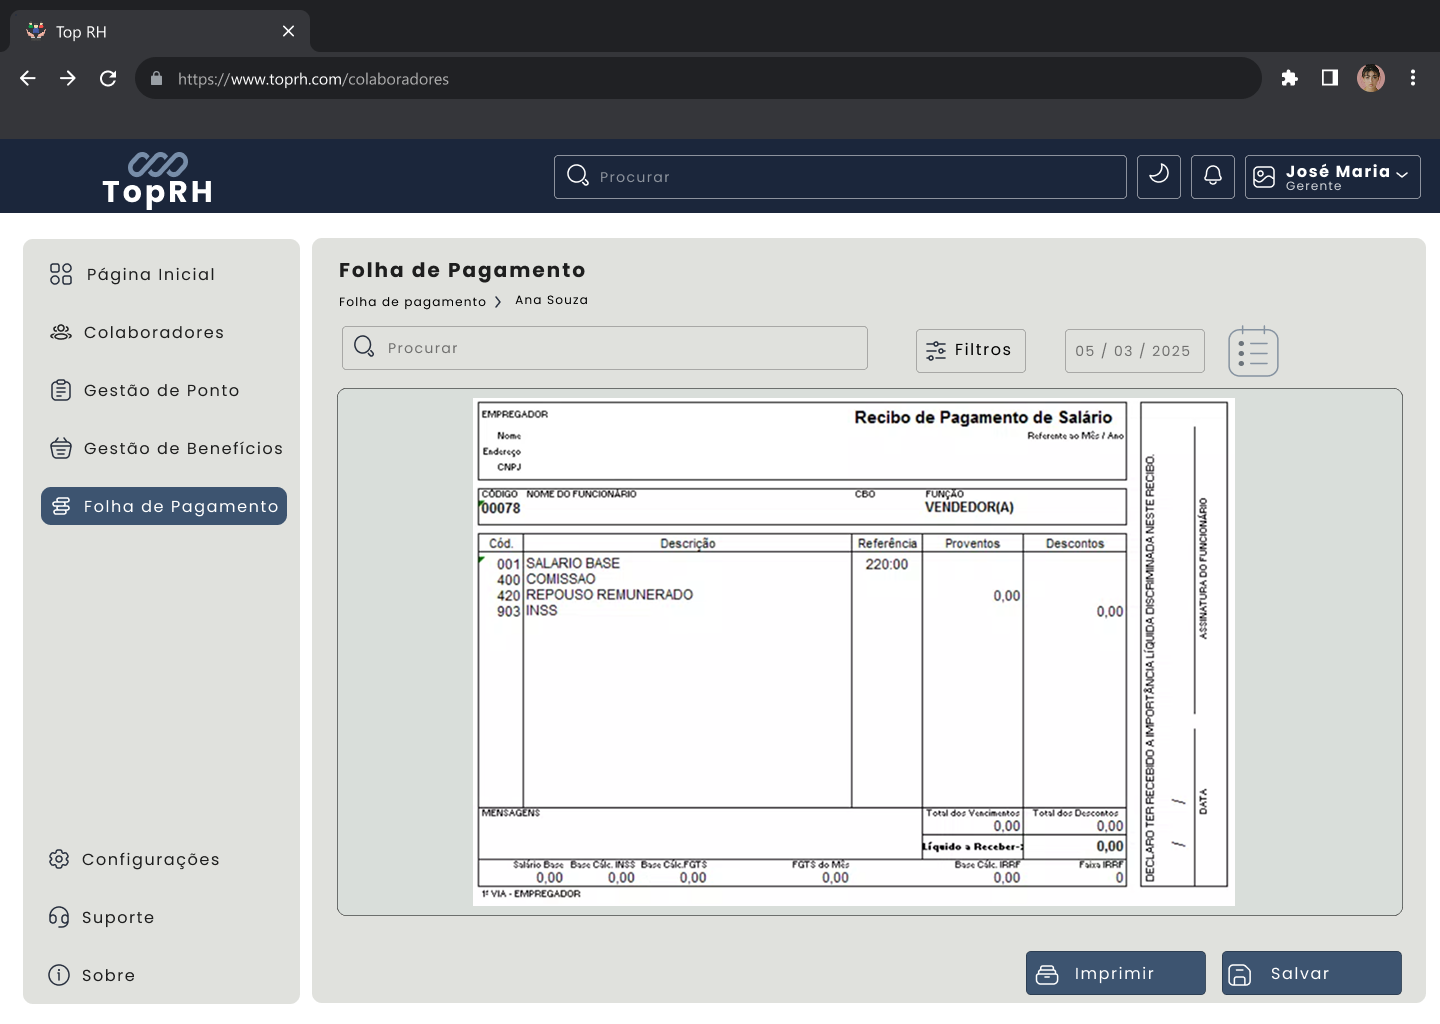 Top RH
https://www.toprh.com/colaboradores
TopRH
Procurar
José Maria
Gerente
Página Inicial
Colaboradores
Gestão de Ponto
Gestão de Benefícios
Folha de Pagamento
Configurações
Suporte
Sobre
Folha de Pagamento
Folha de pagamento > Ana Souza
Procurar
Filtros
05 / 03 / 2025
EMPREGADOR
Recibo de Pagamento de Salário
Nome
Referente ao Mês / Ano
Endereço
CNPJ
CÓDIGO NOME DO FUNCIONÁRIO CBO FUNÇÃO
00078 VENDEDOR(A)
Cód. Descrição Referência Proventos Descontos
001 SALARIO BASE 220:00
400 COMISSAO
420 REPOUSO REMUNERADO 0,00
903 INSS 0,00
MENSAGENS Total dos Vencimentos Total dos Descontos
0,00 0,00
Líquido a Receber-> 0,00
Salário Base Base Cálc. INSS Base Cálc.FGTS FGTS do Mês Base Cálc. IRRF Faixa IRRF
0,00 0,00 0,00 0,00 0,00 0
1ª VIA - EMPREGADOR
DECLARO TER RECEBIDO A IMPORTÂNCIA LÍQUIDA DISCRIMINADA NESTE RECIBO.
/ /
ASSINATURA DO FUNCIONÁRIO
DATA
Imprimir
Salvar